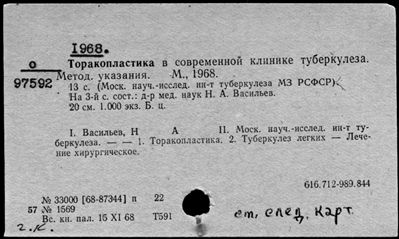 1968.
О
97592
Торакопластика в современной клинике туберкулеза.
Метод. указания. М., 1968.
13 с. (Моск. науч.-исслед. ин-т туберкулеза МЗ РСФСР)
На 3-й с. сост.: д-р мед. наук Н. А. Васильев.
20 см. 1.000 экз. Б. ц.
I. Васильев, Н А II. Моск. науч.-исслед. ин-т ту-
беркулеза. — — 1. Торакопластика. 2. Туберкулез легких — Лече-
ние хирургическое.
616.712-989.844
№ 33000 [68-87344] п 22
57 № 1569
Вс. кн. пал. 15 XI 68 Т591
2.К.
см. след. карт.